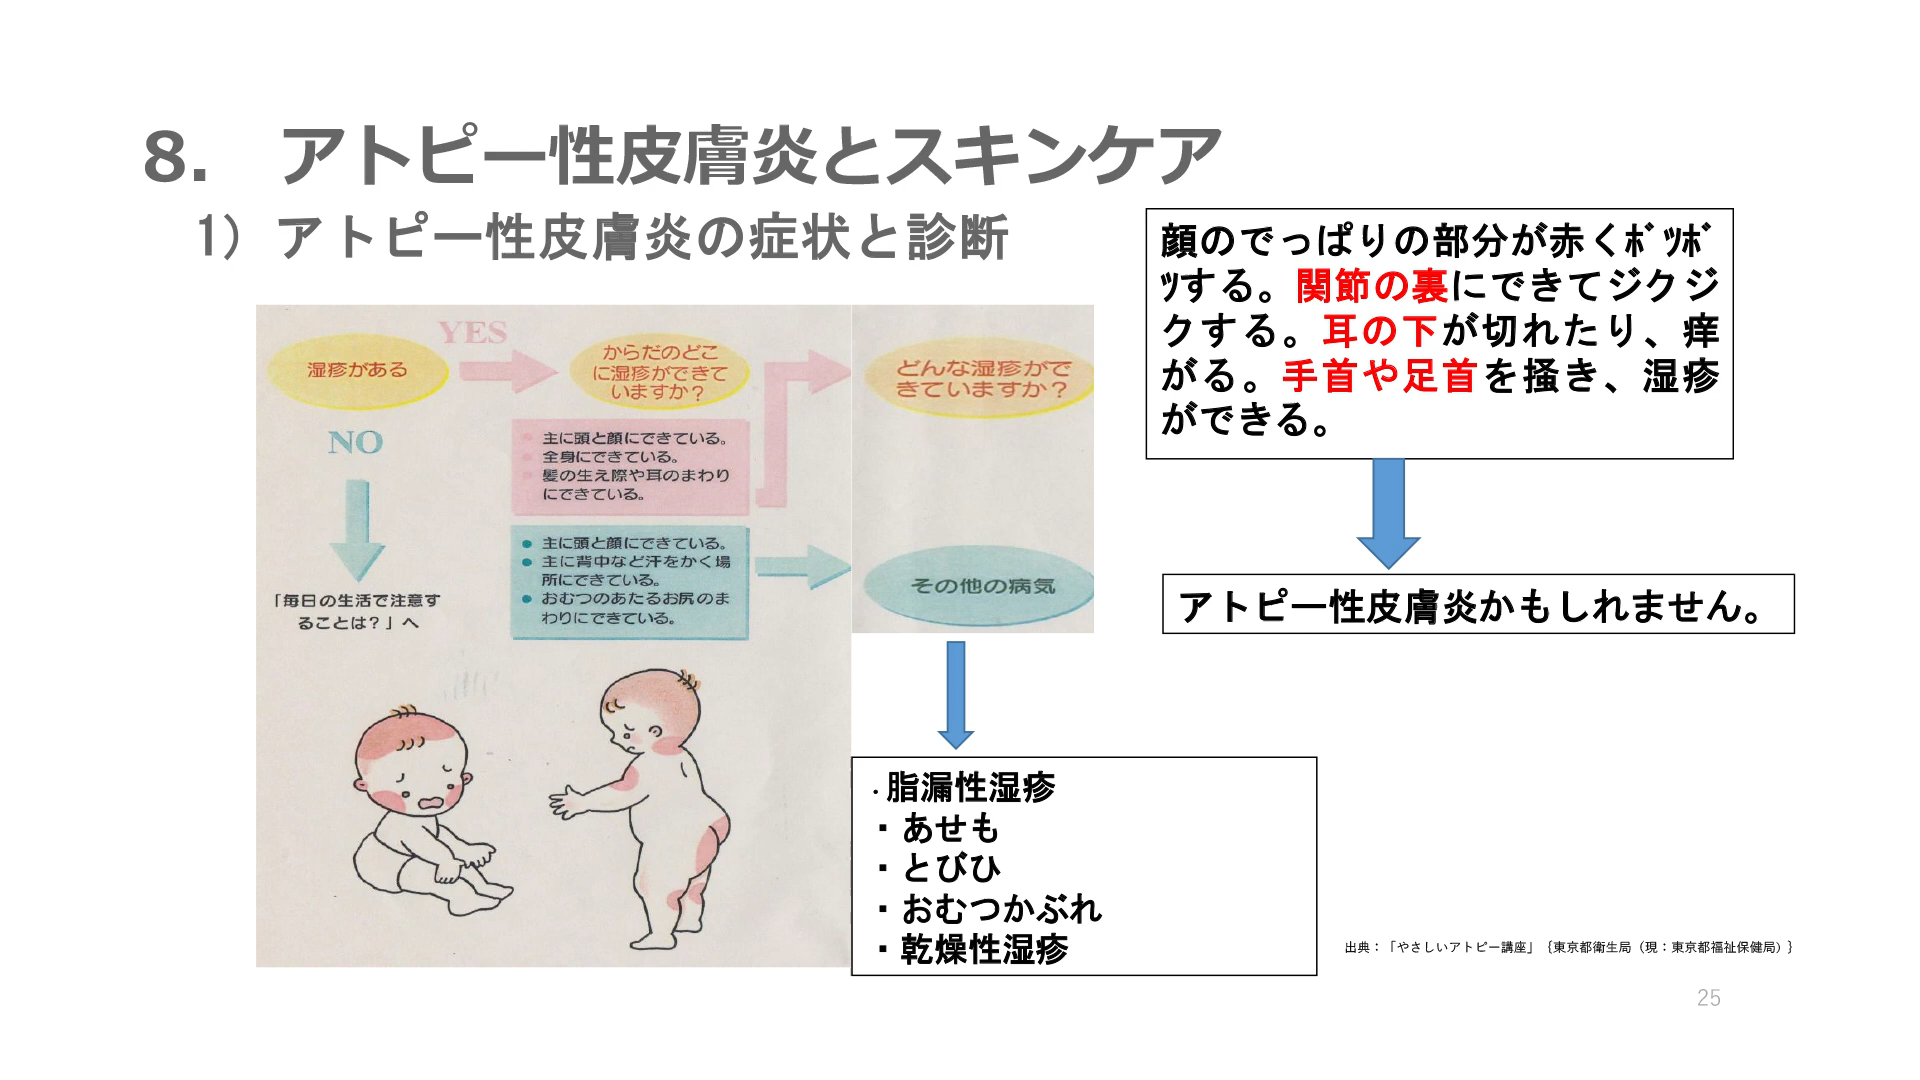 8.　アトピー性皮膚炎とスキンケア
1）アトピー性皮膚炎の症状と診断
YES
湿疹がある
からだのどこ
に湿疹ができて
いますか？
どんな湿疹がで
きていますか？
NO
主に頭と顔にできている。
全身にできている。
髪の生え際や耳のまわり
にできている。
● 主に頭と顔にできている。
● 主に背中など汗をかく場
所にできている。
● おむつのあたるお尻のま
わりにできている。
その他の病気
「毎日の生活で注意す
ることは？」へ
顔のでっぱりの部分が赤くﾎﾞﾂﾎﾞ
ﾂする。関節の裏にできてジクジ
クする。耳の下が切れたり、痒
がる。手首や足首を掻き、湿疹
ができる。
アトピー性皮膚炎かもしれません。
・脂漏性湿疹
・あせも
・とびひ
・おむつかぶれ
・乾燥性湿疹
出典：「やさしいアトピー講座」｛東京都衛生局（現：東京都福祉保健局）｝
25